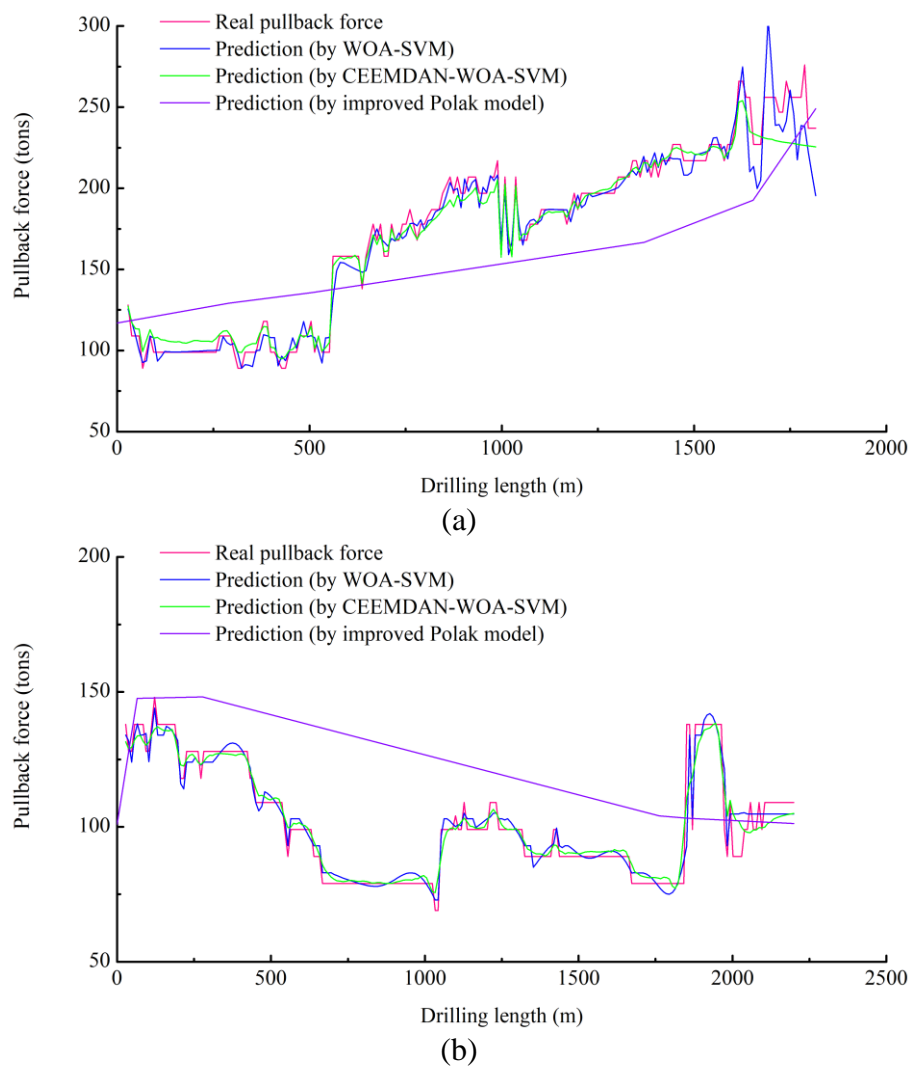 Real pullback force
Prediction (by WOA-SVM)
Prediction (by CEEMDAN-WOA-SVM)
Prediction (by improved Polak model)
300
250
200
150
100
50
Pullback force (tons)
0
500
1000
1500
2000
Drilling length (m)
(a)
Real pullback force
Prediction (by WOA-SVM)
Prediction (by CEEMDAN-WOA-SVM)
Prediction (by improved Polak model)
200
150
100
50
Pullback force (tons)
0
500
1000
1500
2000
2500
Drilling length (m)
(b)